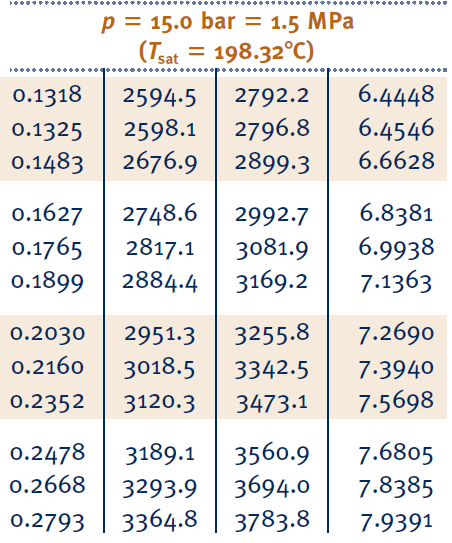 p = 15.0 bar = 1.5 MPa
(Tsat = 198.32°C)
0.1318 2594.5 2792.2 6.4448
0.1325 2598.1 2796.8 6.4546
0.1483 2676.9 2899.3 6.6628
0.1627 2748.6 2992.7 6.8381
0.1765 2817.1 3081.9 6.9938
0.1899 2884.4 3169.2 7.1363
0.2030 2951.3 3255.8 7.2690
0.2160 3018.5 3342.5 7.3940
0.2352 3120.3 3473.1 7.5698
0.2478 3189.1 3560.9 7.6805
0.2668 3293.9 3694.0 7.8385
0.2793 3364.8 3783.8 7.9391